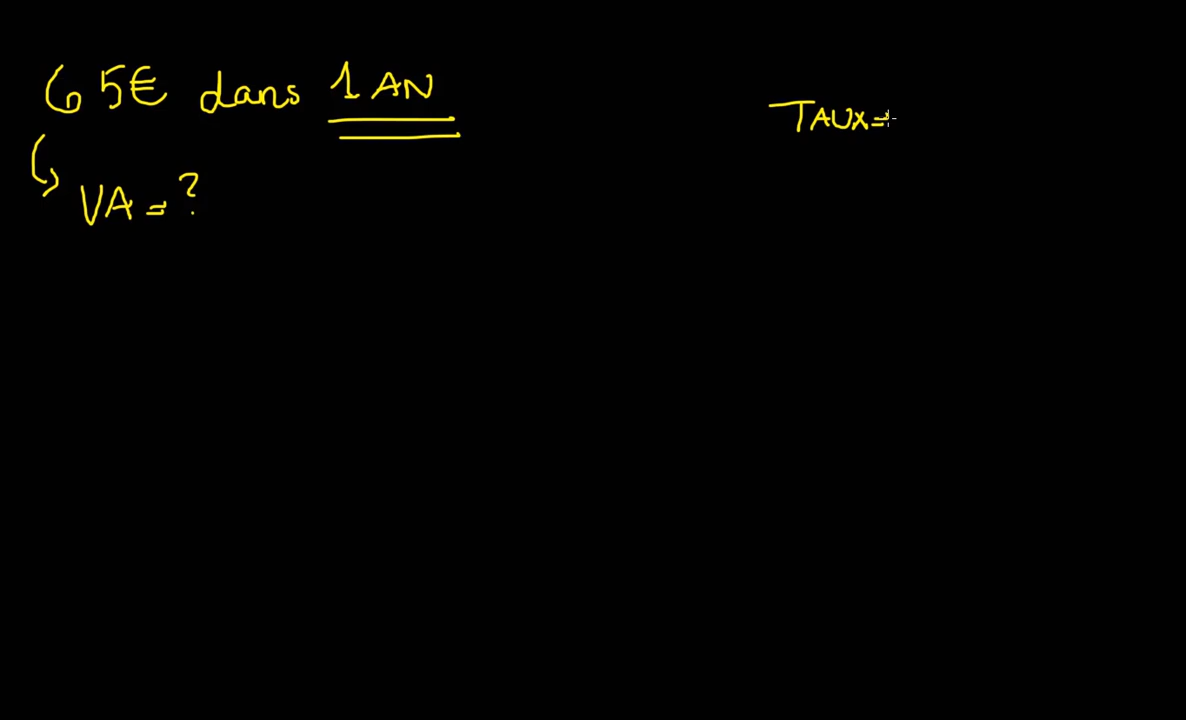 65€ dans 1 AN
TAUX=
VA = ?